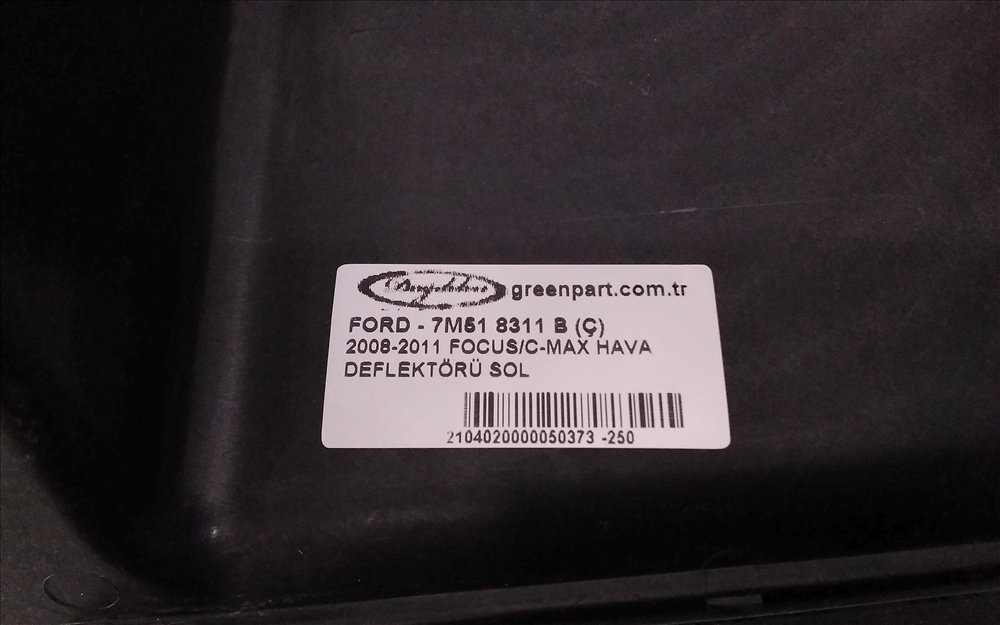 greenpart.com.tr
FORD - 7M51 8311 B (Ç)
2008-2011 FOCUS/C-MAX HAVA
DEFLEKTÖRÜ SOL
2104020000050373 -250